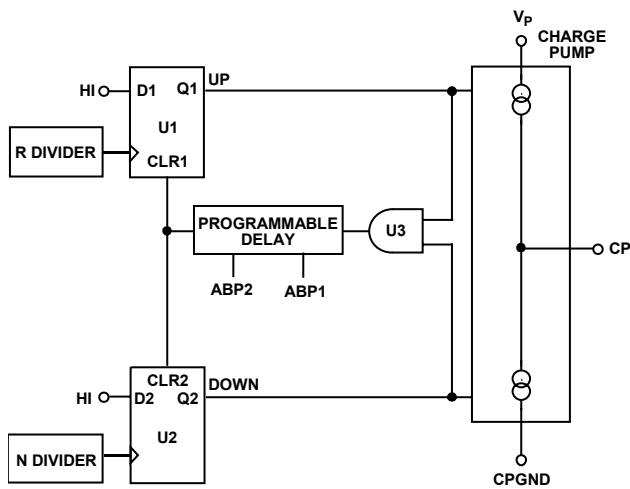 VP
CHARGE
PUMP
HI
D1
Q1
UP
U1
R DIVIDER
CLR1
PROGRAMMABLE
DELAY
U3
ABP2
ABP1
CP
CLR2
DOWN
HI
D2
Q2
U2
N DIVIDER
CPGND